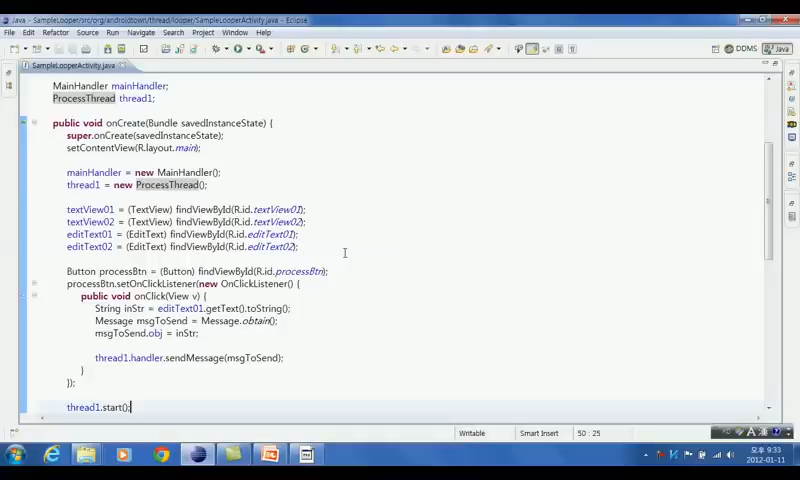 Java - SampleLooper/src/org/androidtown/thread/looper/SampleLooperActivity.java - Eclipse
File Edit Refactor Source Navigate Search Project Run Window Help
DDMS Java
SampleLooperActivity.java
MainHandler mainHandler;
ProcessThread thread1;
public void onCreate(Bundle savedInstanceState) {
super.onCreate(savedInstanceState);
setContentView(R.layout.main);
mainHandler = new MainHandler();
thread1 = new ProcessThread();
textView01 = (TextView) findViewById(R.id.textView01);
textView02 = (TextView) findViewById(R.id.textView02);
editText01 = (EditText) findViewById(R.id.editText01);
editText02 = (EditText) findViewById(R.id.editText02);
Button processBtn = (Button) findViewById(R.id.processBtn);
processBtn.setOnClickListener(new OnClickListener() {
public void onClick(View v) {
String inStr = editText01.getText().toString();
Message msgToSend = Message.obtain();
msgToSend.obj = inStr;
thread1.handler.sendMessage(msgToSend);
}
});
thread1.start();
Writable Smart Insert 50 : 25
A 漢
오후 9:33
2012-01-11